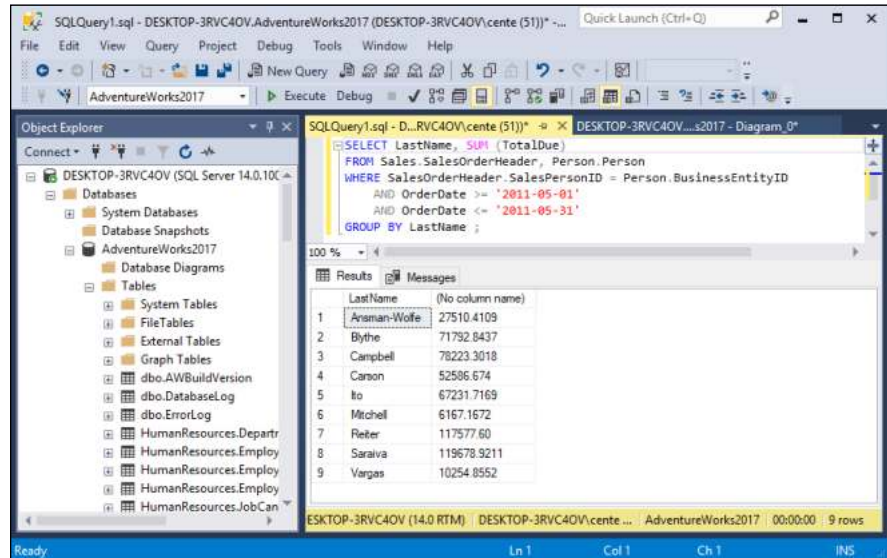 SQLQuery1.sql - DESKTOP-3RVC4OV.AdventureWorks2017 (DESKTOP-3RVC4OV\cente (51))* -...
Quick Launch (Ctrl+Q)
File Edit View Query Project Debug Tools Window Help
New Query
AdventureWorks2017 Execute Debug
Object Explorer
Connect
DESKTOP-3RVC4OV (SQL Server 14.0.100
Databases
System Databases
Database Snapshots
AdventureWorks2017
Database Diagrams
Tables
System Tables
FileTables
External Tables
Graph Tables
dbo.AWBuildVersion
dbo.DatabaseLog
dbo.ErrorLog
HumanResources.Departr
HumanResources.Employ
HumanResources.Employ
HumanResources.Employ
HumanResources.JobCan
SQLQuery1.sql - D...RVC4OV\cente (51))* DESKTOP-3RVC4OV....s2017 - Diagram_0*
SELECT LastName, SUM (TotalDue)
FROM Sales.SalesOrderHeader, Person.Person
WHERE SalesOrderHeader.SalesPersonID = Person.BusinessEntityID
AND OrderDate >= '2011-05-01'
AND OrderDate <= '2011-05-31'
GROUP BY LastName ;
100 %
Results Messages
LastName (No column name)
1 Ansman-Wolfe 27510.4109
2 Blythe 71792.8437
3 Campbell 78223.3018
4 Carson 52586.674
5 Ito 67231.7169
6 Mitchell 6167.1672
7 Reiter 117577.60
8 Saraiva 119678.9211
9 Vargas 10254.8552
ESKTOP-3RVC4OV (14.0 RTM) DESKTOP-3RVC4OV\cente ... AdventureWorks2017 00:00:00 9 rows
Ready Ln 1 Col 1 Ch 1 INS